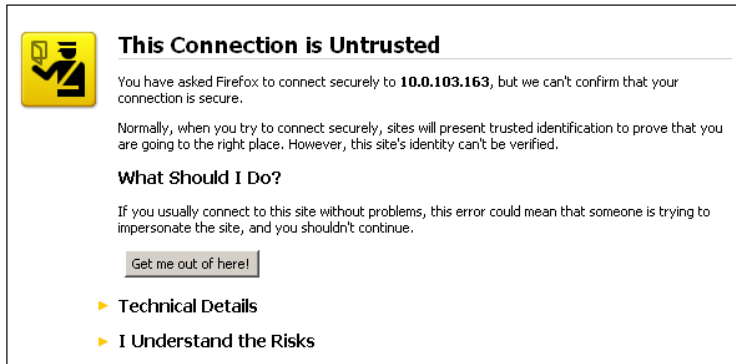 This Connection is Untrusted
You have asked Firefox to connect securely to 10.0.103.163, but we can't confirm that your
connection is secure.
Normally, when you try to connect securely, sites will present trusted identification to prove that you
are going to the right place. However, this site's identity can't be verified.
What Should I Do?
If you usually connect to this site without problems, this error could mean that someone is trying to
impersonate the site, and you shouldn't continue.
Get me out of here!
Technical Details
I Understand the Risks